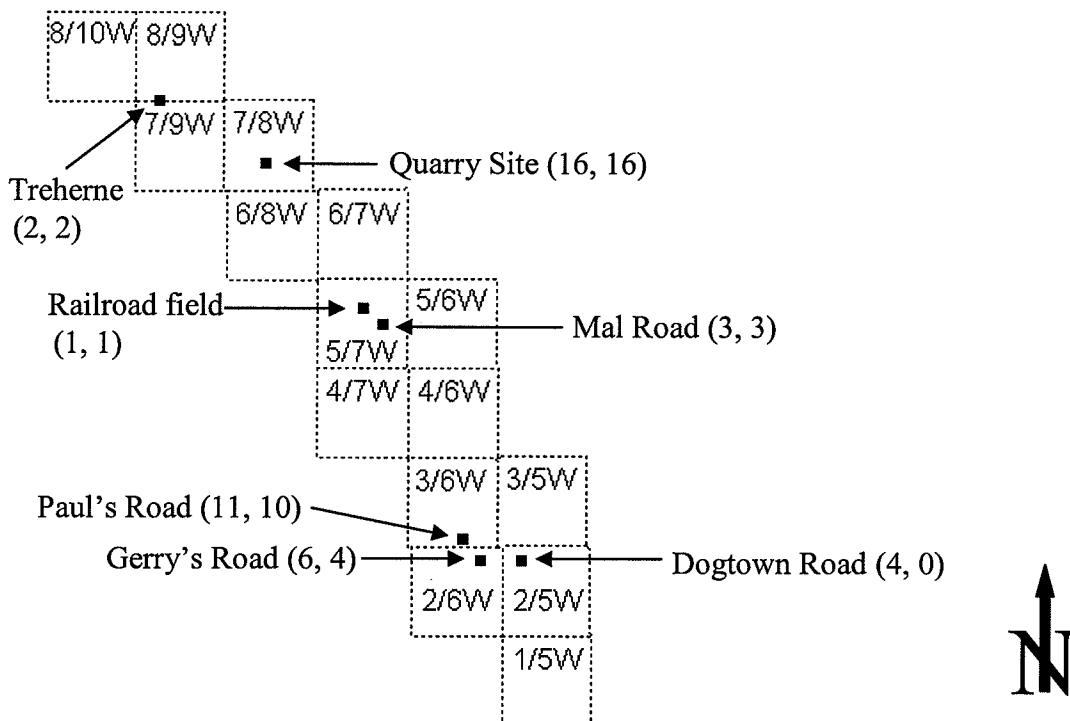 8/10W 8/9W
7/9W 7/8W
Quarry Site (16, 16)
Treherne
(2, 2)
6/8W 6/7W
Railroad field
(1, 1)
5/6W
Mal Road (3, 3)
5/7W
4/7W 4/6W
3/6W 3/5W
Paul's Road (11, 10)
Gerry's Road (6, 4)
Dogtown Road (4, 0)
2/6W 2/5W
1/5W
N